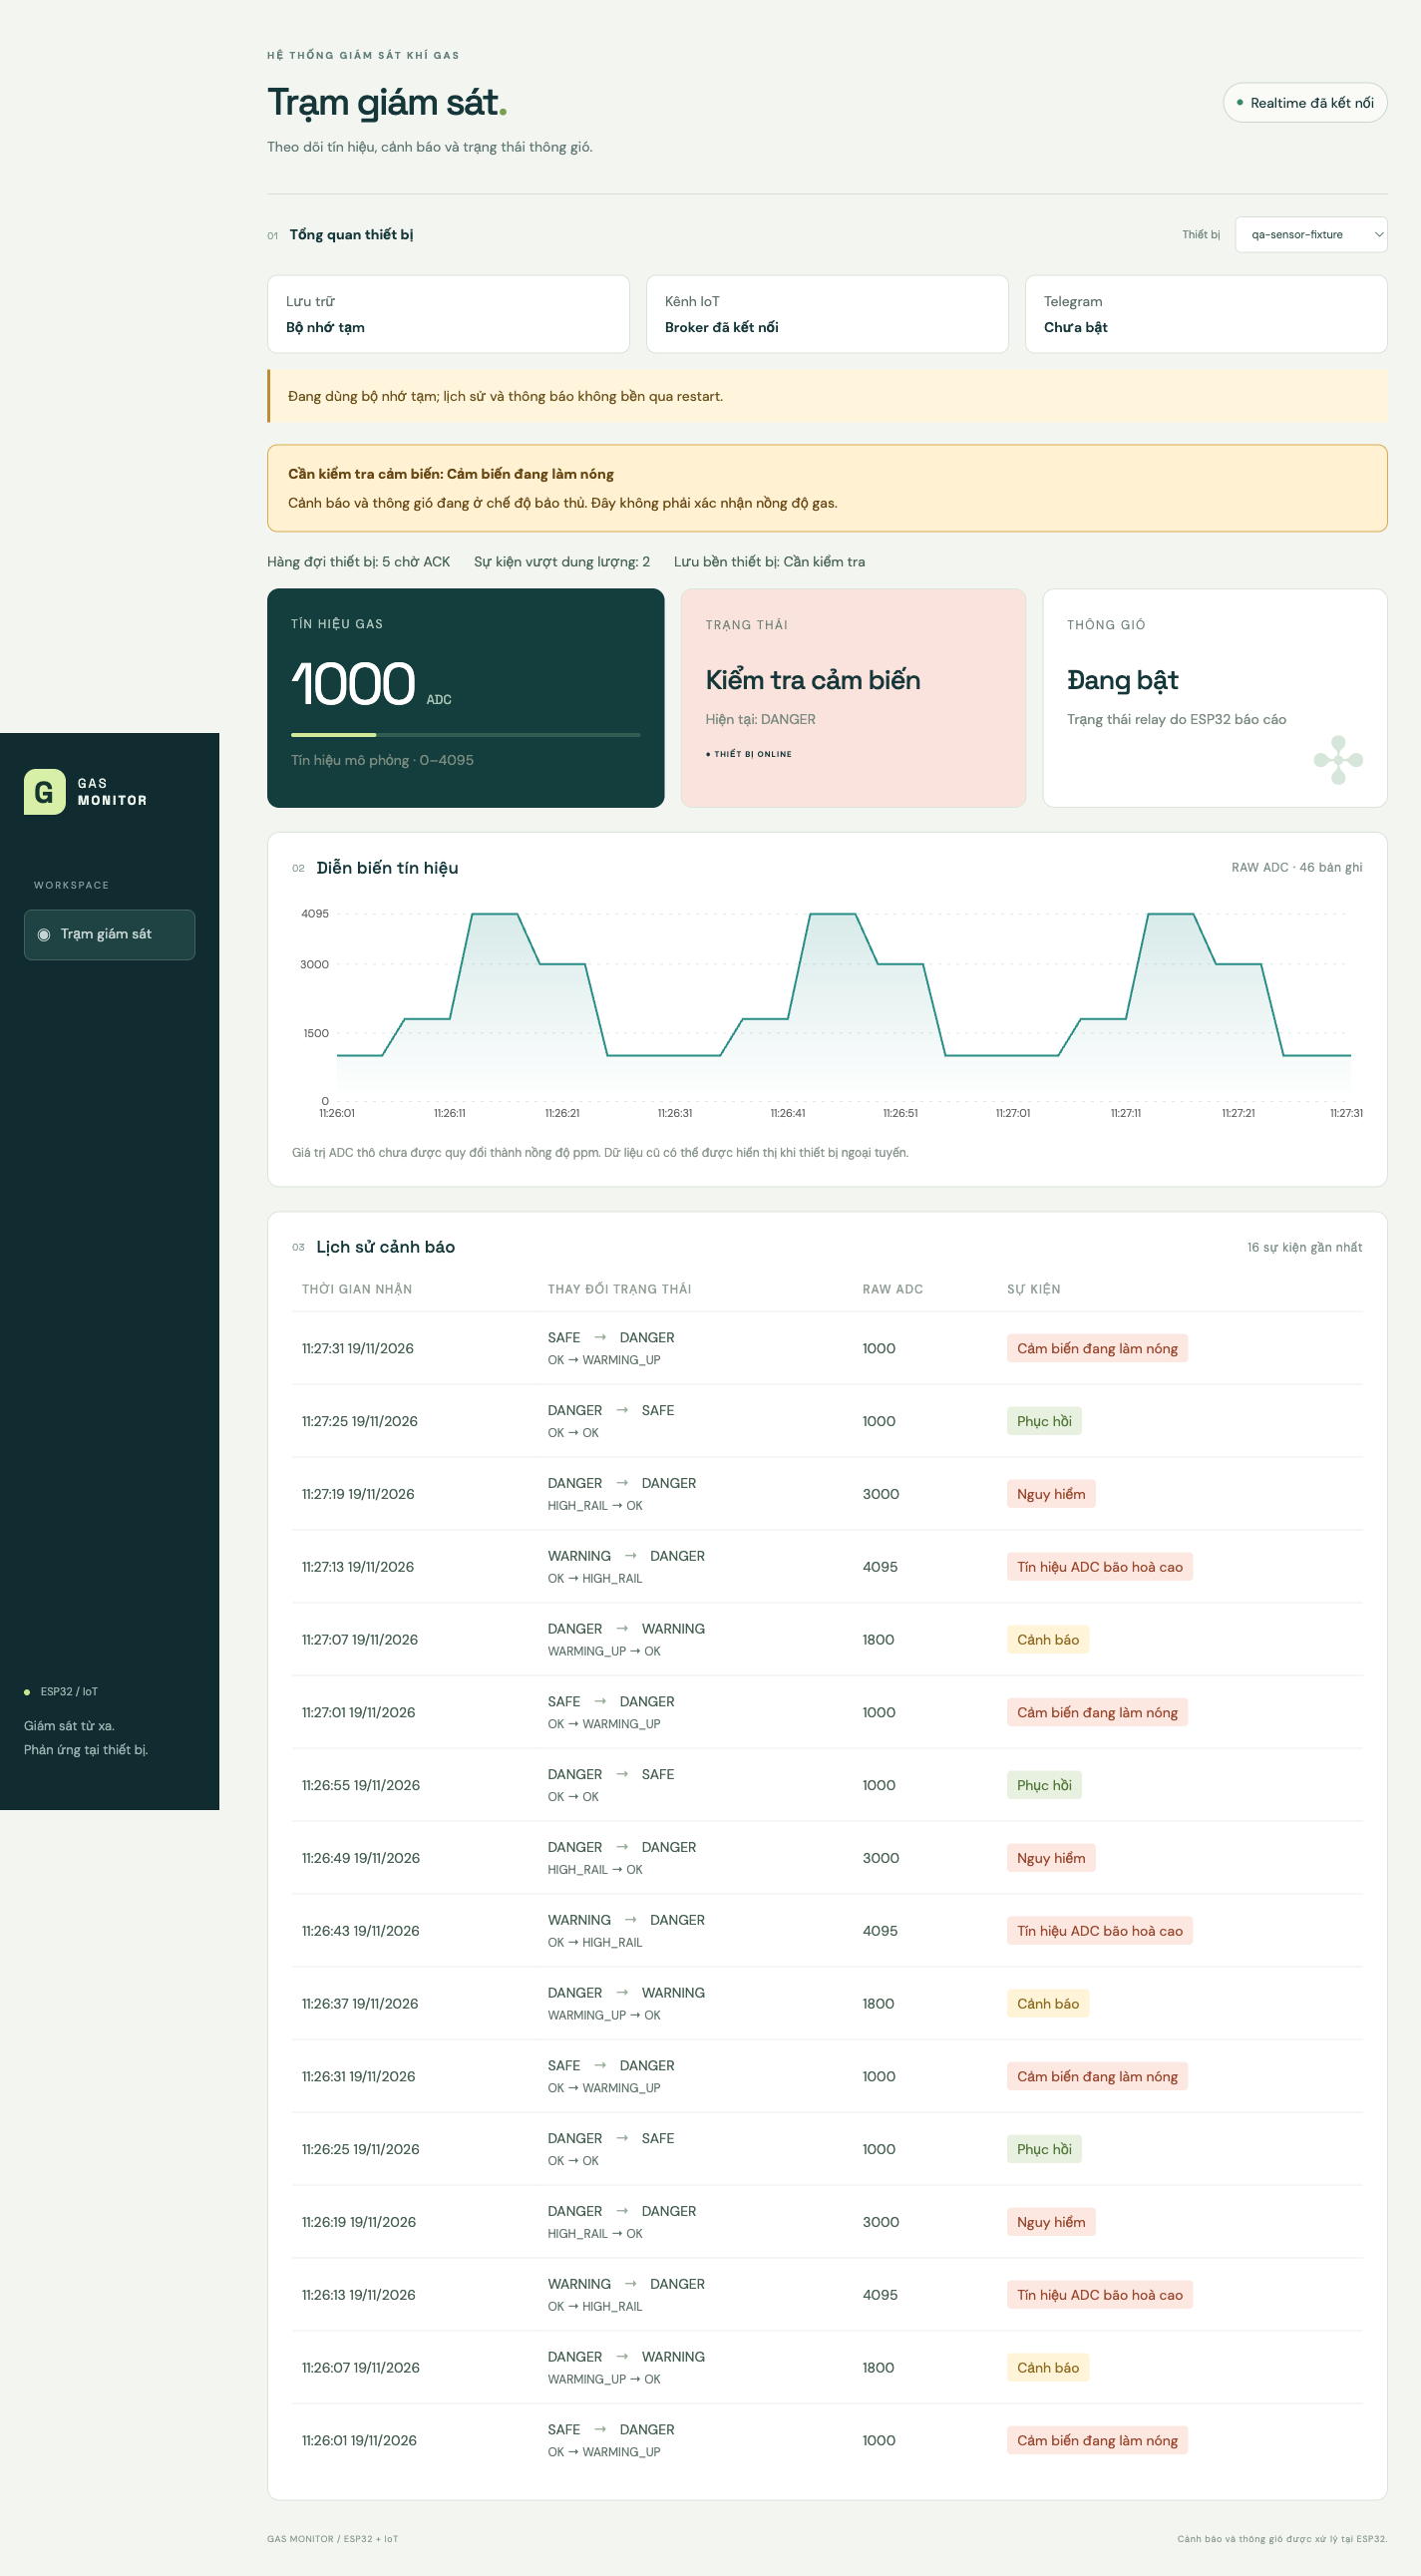 HỆ THỐNG GIÁM SÁT KHÍ GAS
Trạm giám sát.
Realtime đã kết nối
Theo dõi tín hiệu, cảnh báo và trạng thái thông gió.
01 Tổng quan thiết bị
Thiết bị qa-sensor-fixture
Lưu trữ
Bộ nhớ tạm
Kênh IoT
Broker đã kết nối
Telegram
Chưa bật
Đang dùng bộ nhớ tạm; lịch sử và thông báo không bền qua restart.
Cần kiểm tra cảm biến: Cảm biến đang làm nóng
Cảnh báo và thông gió đang ở chế độ bảo thủ. Đây không phải xác nhận nồng độ gas.
Hàng đợi thiết bị: 5 chờ ACK Sự kiện vượt dung lượng: 2 Lưu bền thiết bị: Cần kiểm tra
TÍN HIỆU GAS
1000 ADC
Tín hiệu mô phỏng · 0–4095
TRẠNG THÁI
Kiểm tra cảm biến
Hiện tại: DANGER
• THIẾT BỊ ONLINE
THÔNG GIÓ
Đang bật
Trạng thái relay do ESP32 báo cáo
G GAS
MONITOR
WORKSPACE
◉ Trạm giám sát
ESP32 / IoT
Giám sát từ xa.
Phản ứng tại thiết bị.
02 Diễn biến tín hiệu
RAW ADC · 46 bản ghi
4095
3000
1500
0
11:26:01 11:26:11 11:26:21 11:26:31 11:26:41 11:26:51 11:27:01 11:27:11 11:27:21 11:27:31
Giá trị ADC thô chưa được quy đổi thành nồng độ ppm. Dữ liệu cũ có thể được hiển thị khi thiết bị ngoại tuyến.
03 Lịch sử cảnh báo
16 sự kiện gần nhất
THỜI GIAN NHẬN THAY ĐỔI TRẠNG THÁI RAW ADC SỰ KIỆN
11:27:31 19/11/2026 SAFE → DANGER 1000 Cảm biến đang làm nóng
OK → WARMING_UP
11:27:25 19/11/2026 DANGER → SAFE 1000 Phục hồi
OK → OK
11:27:19 19/11/2026 DANGER → DANGER 3000 Nguy hiểm
HIGH_RAIL → OK
11:27:13 19/11/2026 WARNING → DANGER 4095 Tín hiệu ADC bão hoà cao
OK → HIGH_RAIL
11:27:07 19/11/2026 DANGER → WARNING 1800 Cảnh báo
WARMING_UP → OK
11:27:01 19/11/2026 SAFE → DANGER 1000 Cảm biến đang làm nóng
OK → WARMING_UP
11:26:55 19/11/2026 DANGER → SAFE 1000 Phục hồi
OK → OK
11:26:49 19/11/2026 DANGER → DANGER 3000 Nguy hiểm
HIGH_RAIL → OK
11:26:43 19/11/2026 WARNING → DANGER 4095 Tín hiệu ADC bão hoà cao
OK → HIGH_RAIL
11:26:37 19/11/2026 DANGER → WARNING 1800 Cảnh báo
WARMING_UP → OK
11:26:31 19/11/2026 SAFE → DANGER 1000 Cảm biến đang làm nóng
OK → WARMING_UP
11:26:25 19/11/2026 DANGER → SAFE 1000 Phục hồi
OK → OK
11:26:19 19/11/2026 DANGER → DANGER 3000 Nguy hiểm
HIGH_RAIL → OK
11:26:13 19/11/2026 WARNING → DANGER 4095 Tín hiệu ADC bão hoà cao
OK → HIGH_RAIL
11:26:07 19/11/2026 DANGER → WARNING 1800 Cảnh báo
WARMING_UP → OK
11:26:01 19/11/2026 SAFE → DANGER 1000 Cảm biến đang làm nóng
OK → WARMING_UP
GAS MONITOR / ESP32 + IoT
Cảnh báo và thông gió được xử lý tại ESP32.